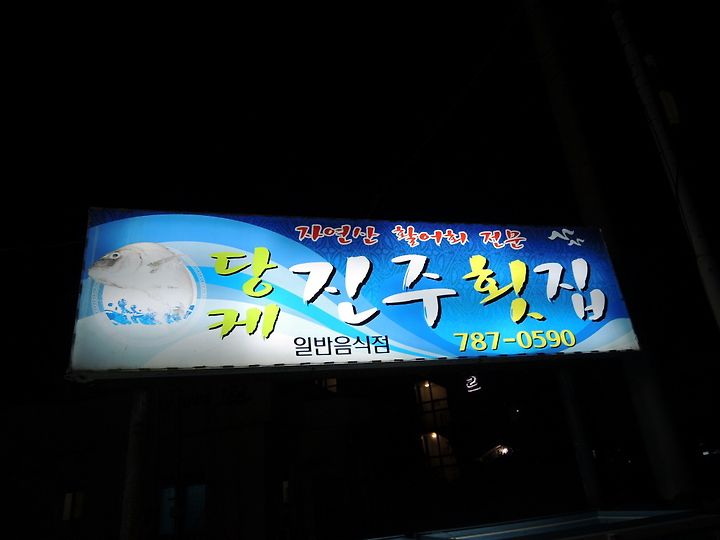 자연산 활어회 전문
당게 진주횟집
일반음식점
787-0590